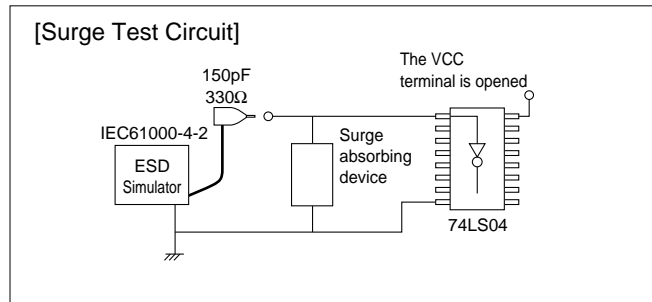 [Surge Test Circuit]
The VCC
terminal is opened
150pF
330Ω
IEC61000-4-2
ESD
Simulator
Surge
absorbing
device
74LS04